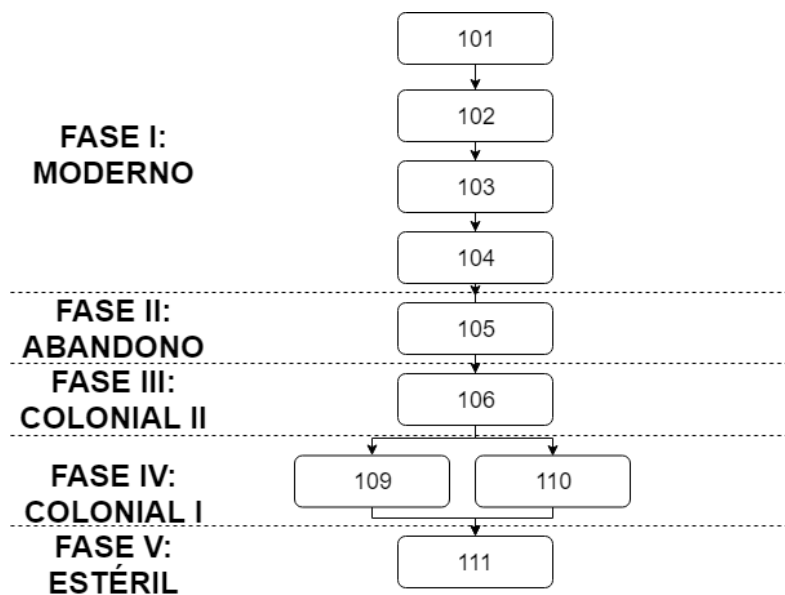 101
102
FASE I:
MODERNO
103
104
FASE II:
ABANDONO
105
FASE III:
COLONIAL II
106
FASE IV:
COLONIAL I
109
110
FASE V:
ESTÉRIL
111